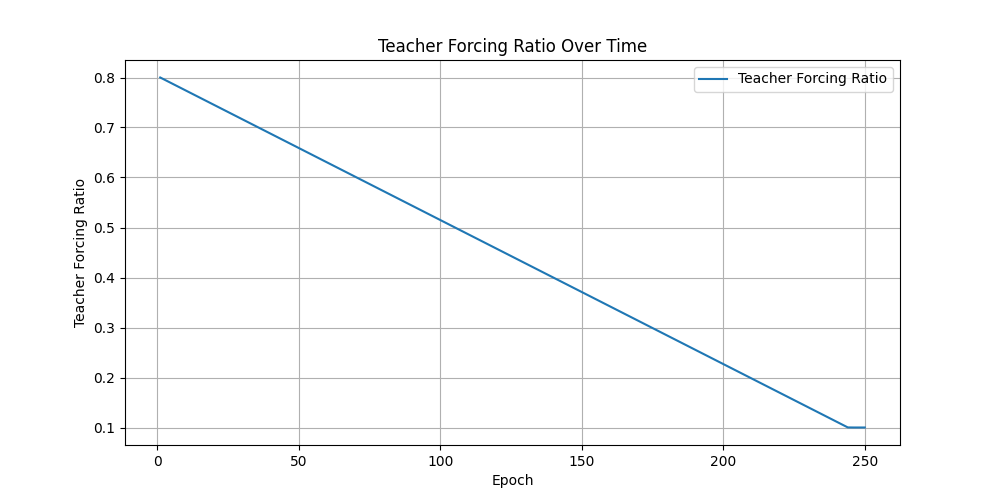 Teacher Forcing Ratio Over Time
Teacher Forcing Ratio
Teacher Forcing Ratio
0.8
0.7
0.6
0.5
0.4
0.3
0.2
0.1
0 50 100 150 200 250
Epoch